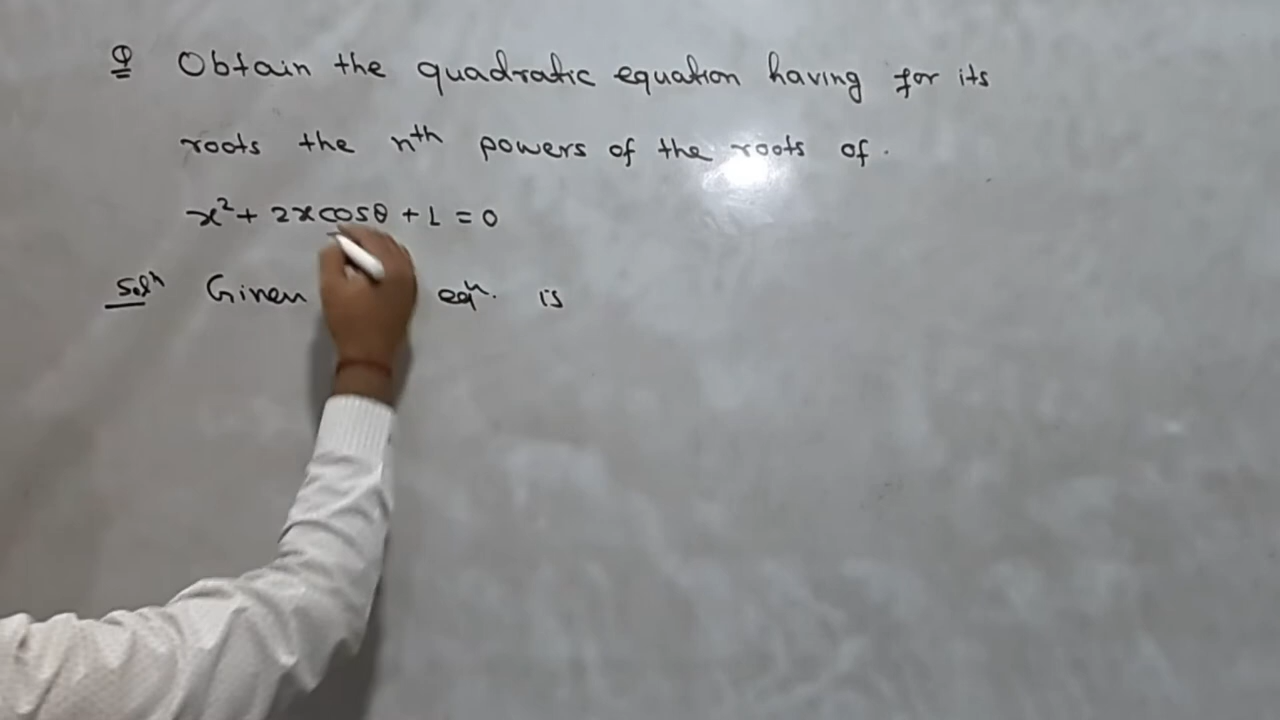 Q Obtain the quadratic equation having for its
roots the nth powers of the roots of.
x² + 2x cosθ + 1 = 0
Solⁿ Given eqⁿ. is